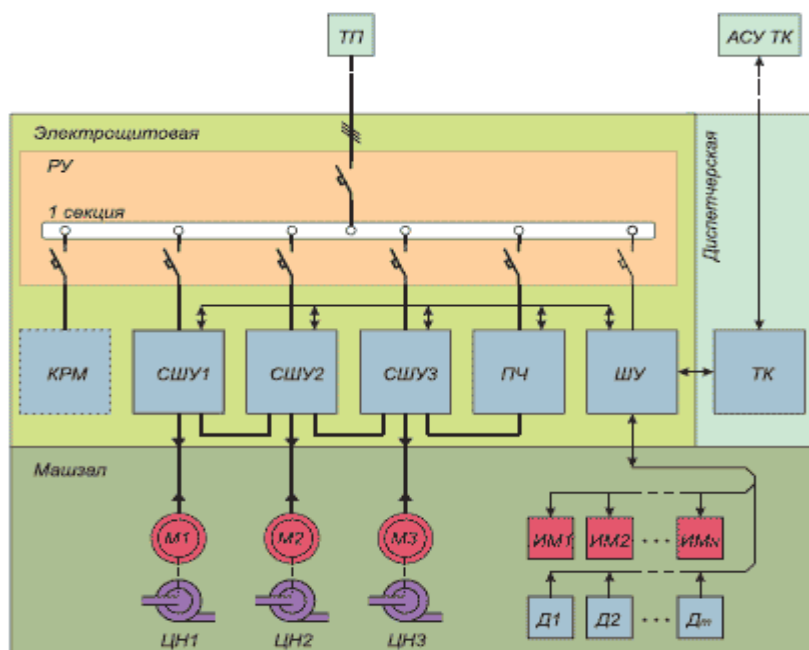 ТП
АСУ ТК
Электрощитовая
РУ
1 секция
Диспетчерская
КРМ
СШУ1
СШУ2
СШУ3
ПЧ
ШУ
ТК
Машзал
М1
М2
М3
ИМ1
ИМ2
...
ИМN
Д1
Д2
...
Дm
ЦН1
ЦН2
ЦН3